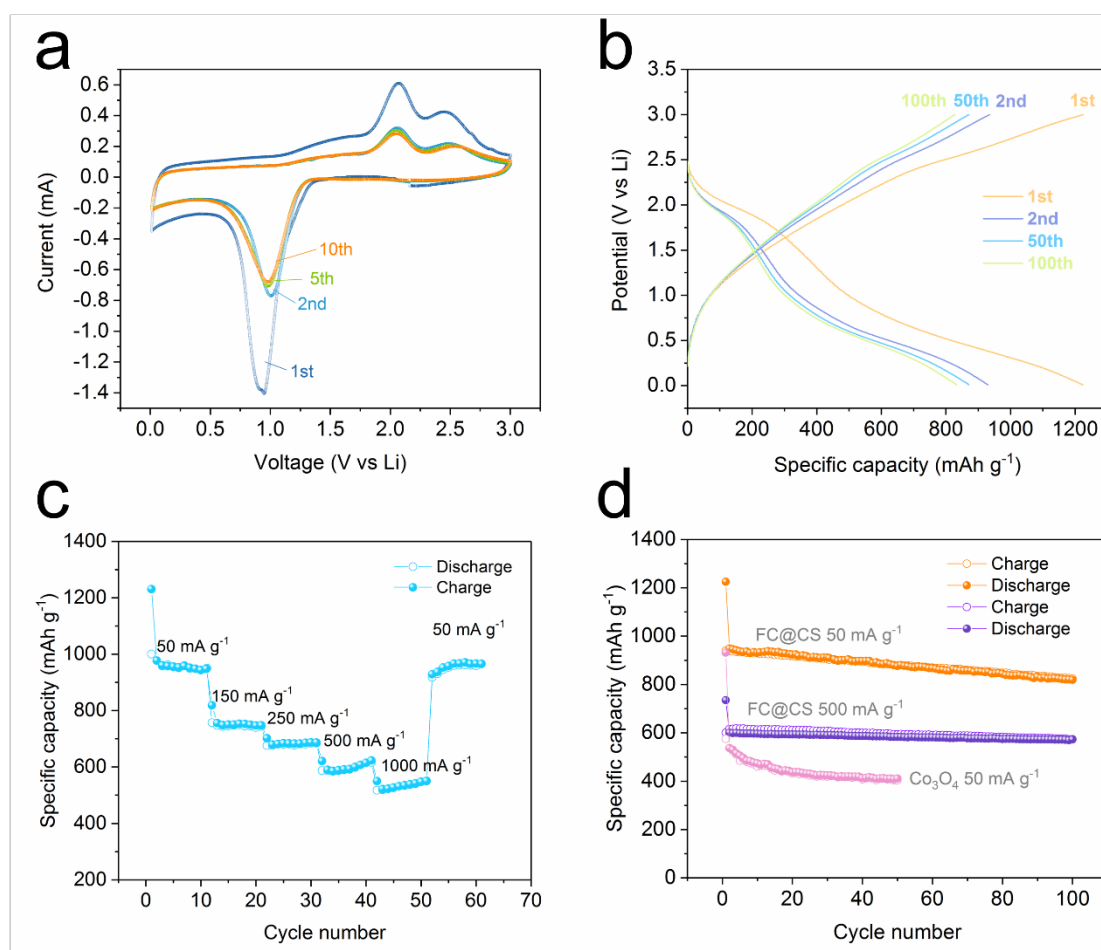 a
0.6
0.4
0.2
0.0
-0.2
-0.4
-0.6
-0.8
-1.0
-1.2
-1.4
Current (mA)
10th
5th
2nd
1st
0.0 0.5 1.0 1.5 2.0 2.5 3.0
Voltage (V vs Li)
b
3.5
3.0
2.5
2.0
1.5
1.0
0.5
0.0
Potential (V vs Li)
100th 50th 2nd 1st
1st
2nd
50th
100th
0 200 400 600 800 1000 1200
Specific capacity (mAh g⁻¹)
c
1400
1200
1000
800
600
400
200
Specific capacity (mAh g⁻¹)
Discharge
Charge
50 mA g⁻¹
150 mA g⁻¹
250 mA g⁻¹
500 mA g⁻¹
1000 mA g⁻¹
50 mA g⁻¹
0 10 20 30 40 50 60 70
Cycle number
d
1400
1200
1000
800
600
400
200
0
Specific capacity (mAh g⁻¹)
Charge
Discharge
Charge
Discharge
FC@CS 50 mA g⁻¹
FC@CS 500 mA g⁻¹
Co₃O₄ 50 mA g⁻¹
0 20 40 60 80 100
Cycle number